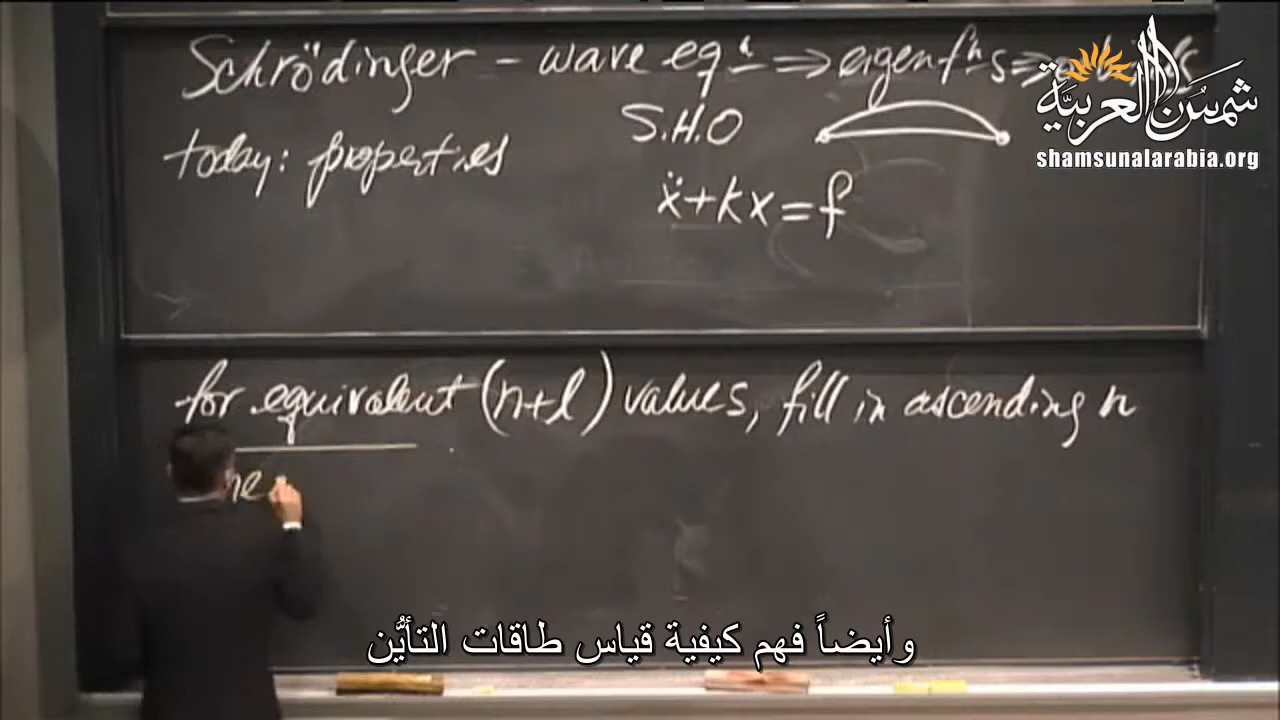 Schrödinger - wave eqn ⇒ eigenfns ⇒
today: properties
S.H.O
ẍ+kx=f
شمس العربية
shamsunalarabia.org
for equivalent (n+l) values, fill in ascending n
وأيضاً فهم كيفية قياس طاقات التأيُّن